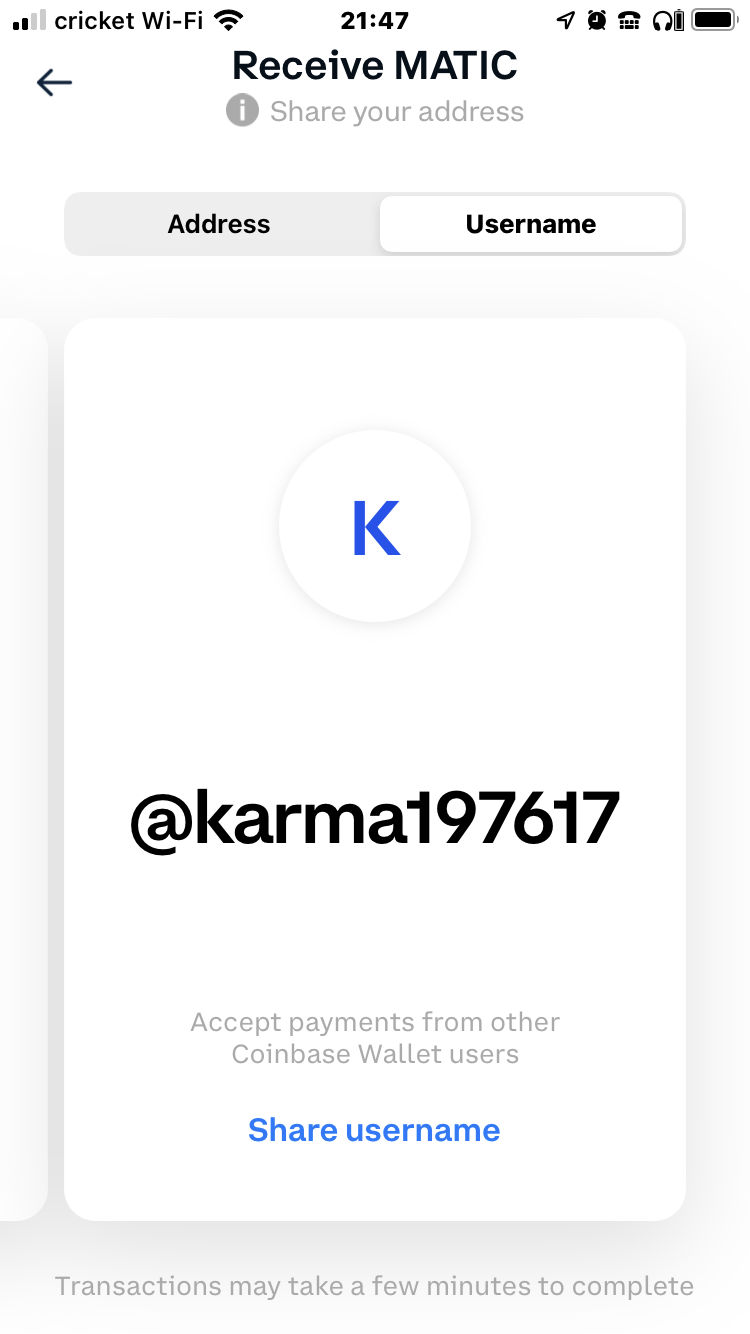 cricket Wi-Fi 21:47
Receive MATIC
i Share your address
Address Username
K
@karma197617
Accept payments from other
Coinbase Wallet users
Share username
Transactions may take a few minutes to complete